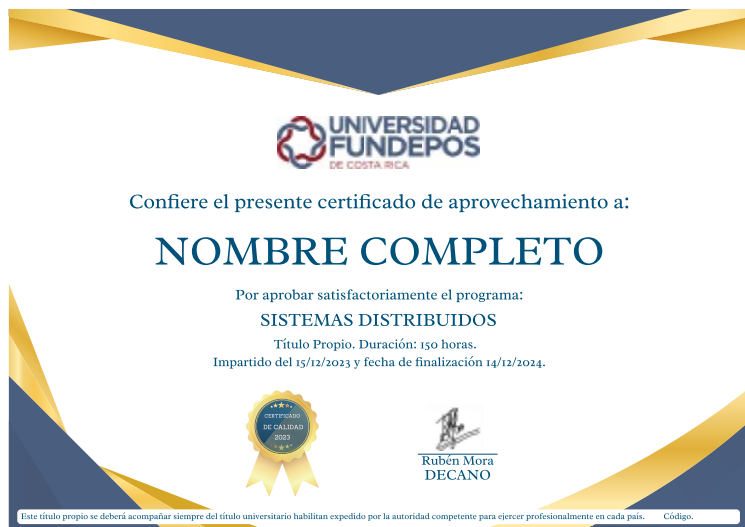 UNIVERSIDAD
FUNDEPOS
DE COSTA RICA
Confiere el presente certificado de aprovechamiento a:
NOMBRE COMPLETO
Por aprobar satisfactoriamente el programa:
SISTEMAS DISTRIBUIDOS
Título Propio. Duración: 150 horas.
Impartido del 15/12/2023 y fecha de finalización 14/12/2024.
CERTIFICADO
DE CALIDAD
2023
Rubén Mora
DECANO
Este título propio se deberá acompañar siempre del título universitario habilitan expedido por la autoridad competente para ejercer profesionalmente en cada país. Código.